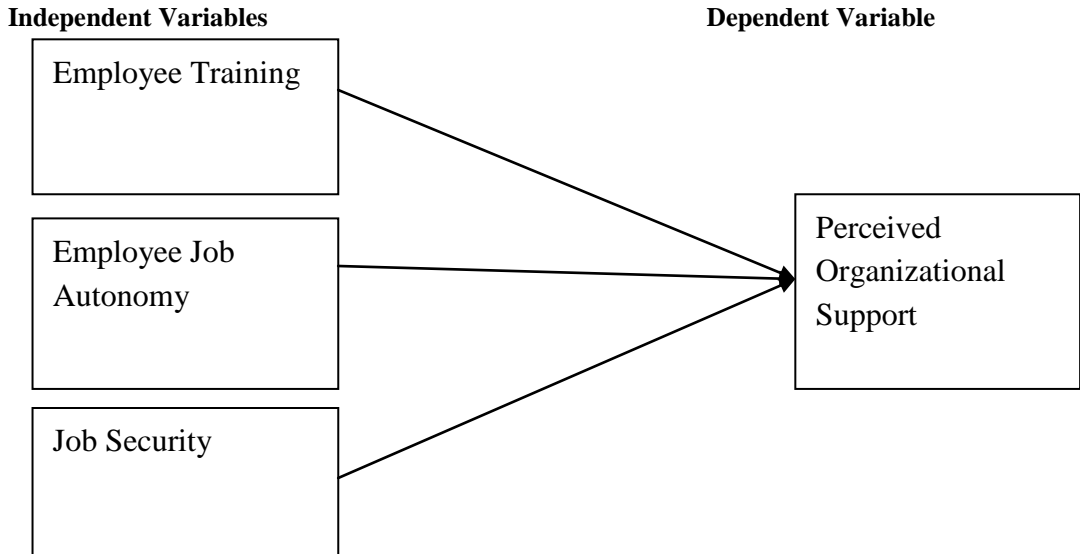 Independent Variables
Dependent Variable
Employee Training
Employee Job
Autonomy
Job Security
Perceived
Organizational
Support